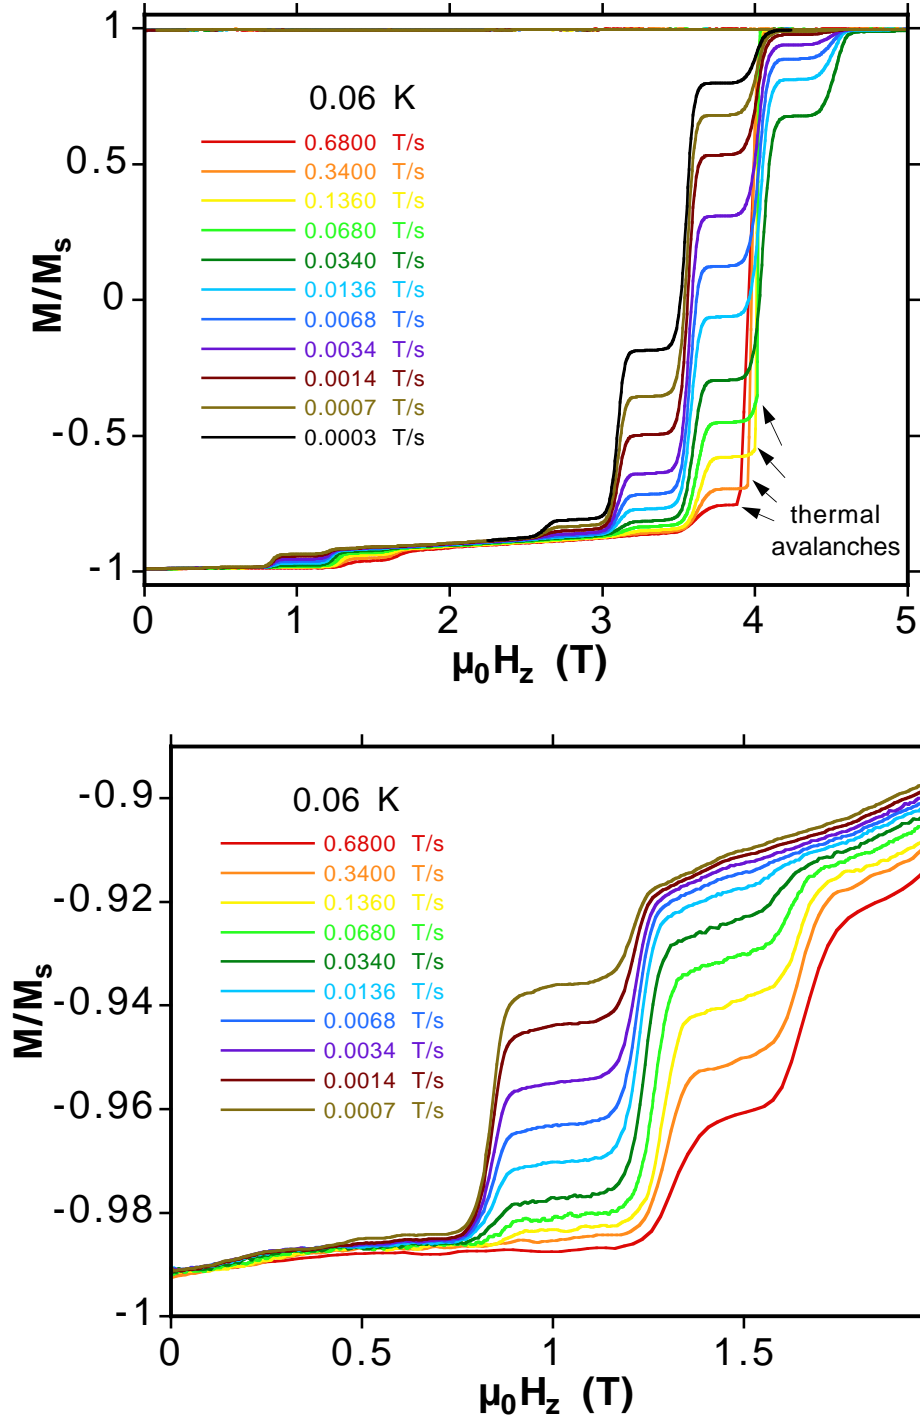 1
0.5
0
-0.5
-1
M/Ms
0.06 K
0.6800 T/s
0.3400 T/s
0.1360 T/s
0.0680 T/s
0.0340 T/s
0.0136 T/s
0.0068 T/s
0.0034 T/s
0.0014 T/s
0.0007 T/s
0.0003 T/s
thermal
avalanches
0 1 2 3 4 5
µ0Hz (T)
-0.9
-0.92
-0.94
-0.96
-0.98
-1
M/Ms
0.06 K
0.6800 T/s
0.3400 T/s
0.1360 T/s
0.0680 T/s
0.0340 T/s
0.0136 T/s
0.0068 T/s
0.0034 T/s
0.0014 T/s
0.0007 T/s
0 0.5 1 1.5
µ0Hz (T)